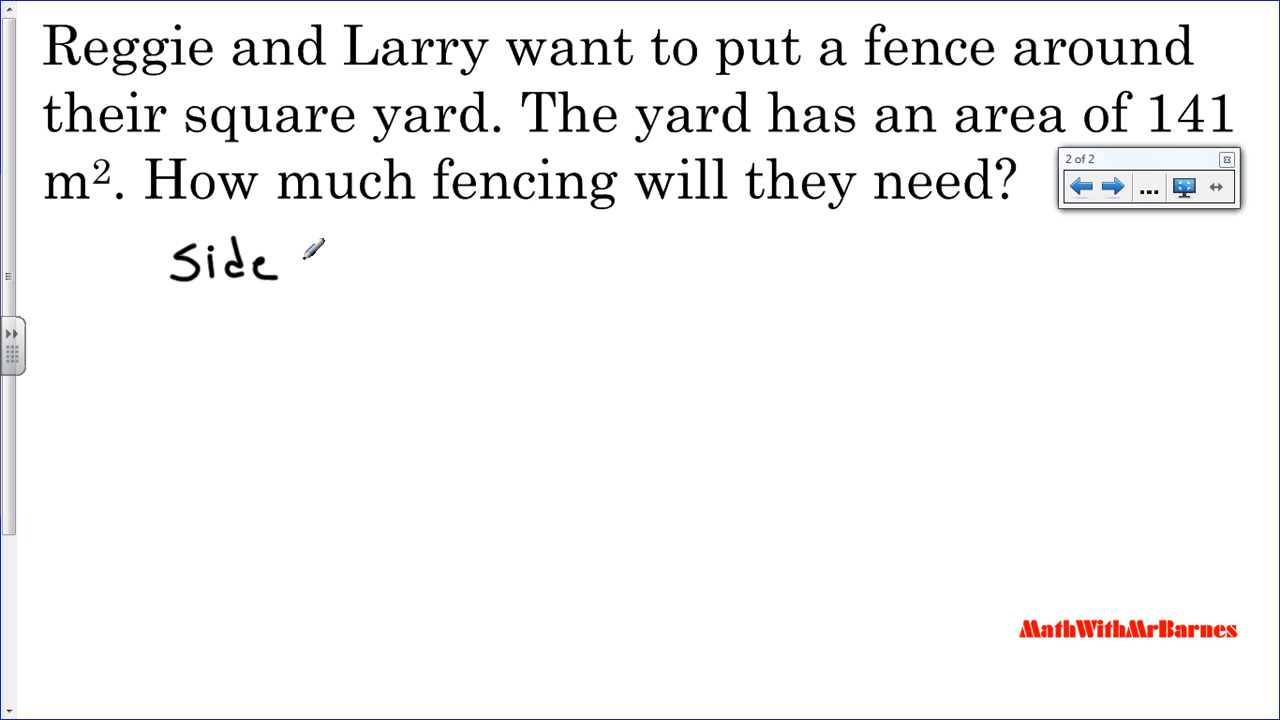 Reggie and Larry want to put a fence around
their square yard. The yard has an area of 141
m². How much fencing will they need?
2 of 2
...
side
MathWithMrBarnes